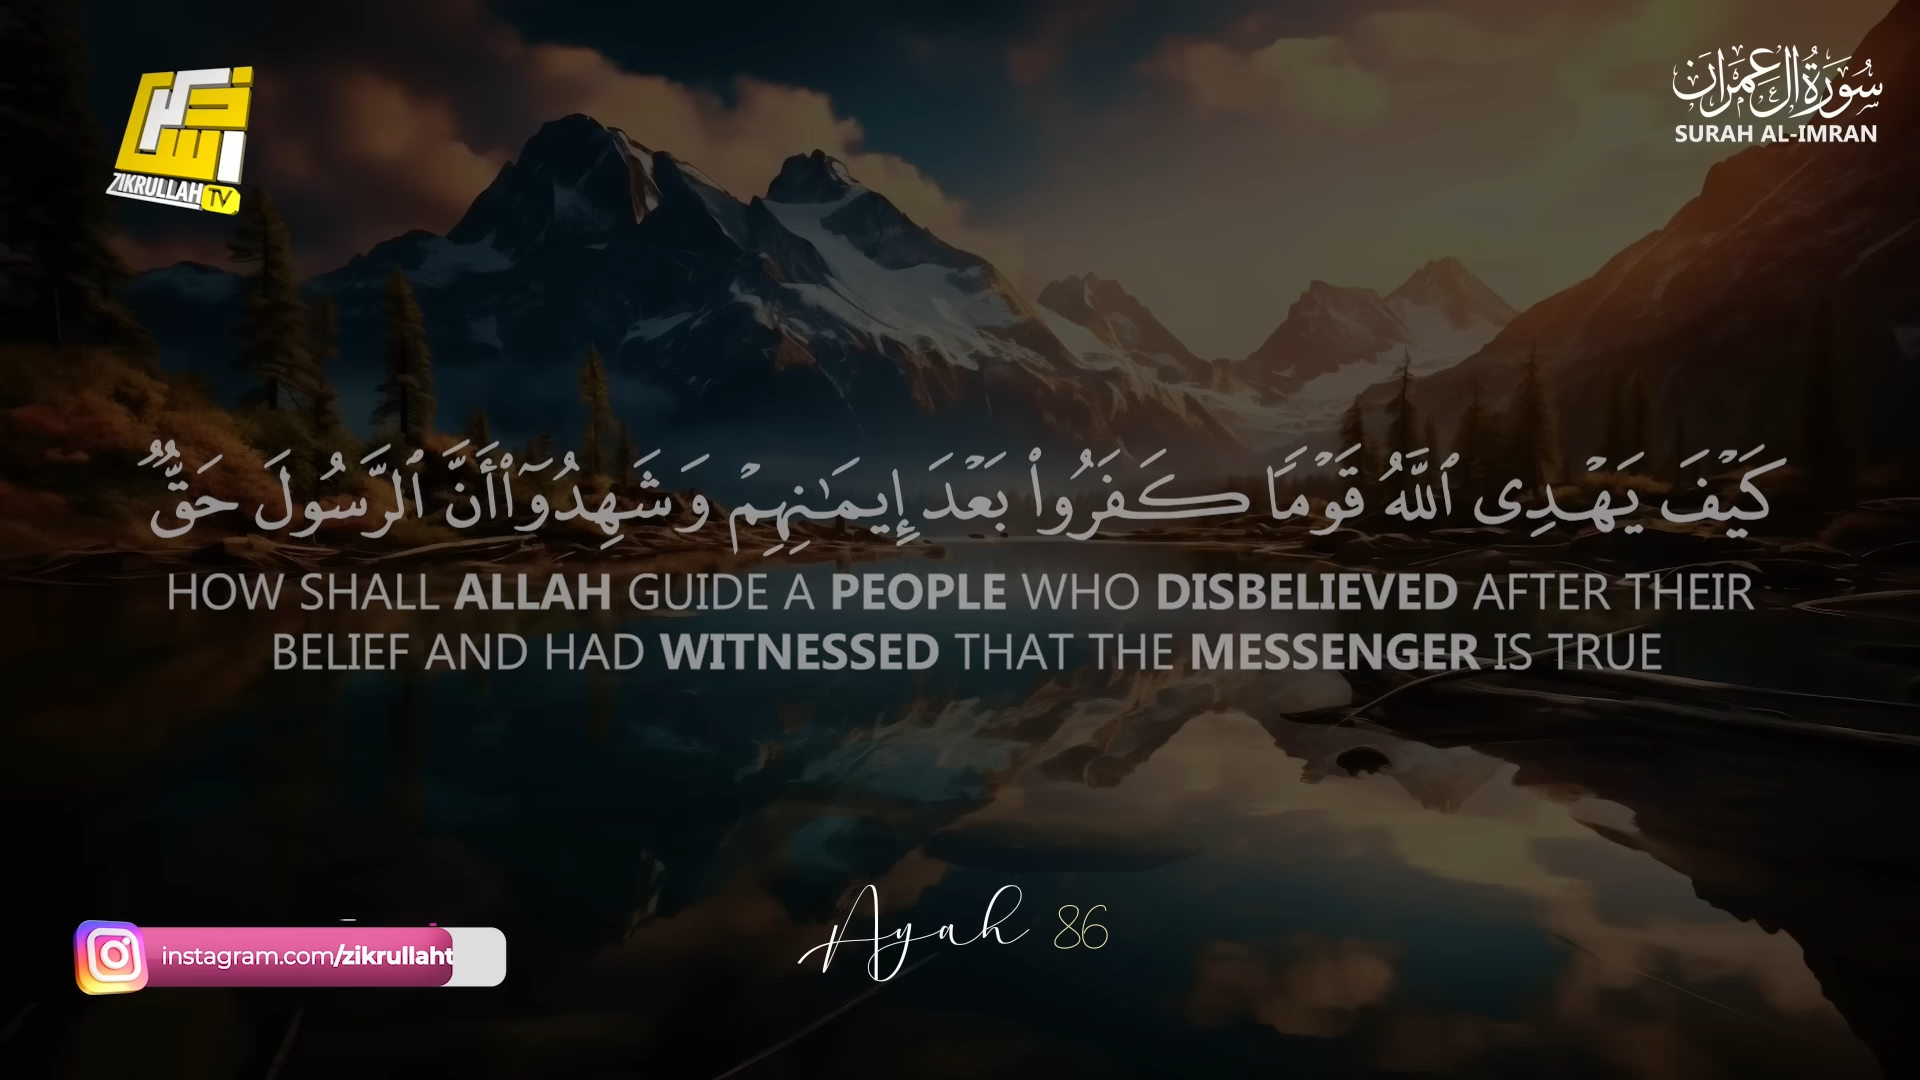 ZIKRULLAH TV
سُورَةُ اٰلِ عِمْرَان
SURAH AL-IMRAN
كَيْفَ يَهْدِى ٱللَّهُ قَوْمًا كَفَرُوا۟ بَعْدَ إِيمَـٰنِهِمْ وَشَهِدُوٓا۟ أَنَّ ٱلرَّسُولَ حَقٌّ
HOW SHALL ALLAH GUIDE A PEOPLE WHO DISBELIEVED AFTER THEIR
BELIEF AND HAD WITNESSED THAT THE MESSENGER IS TRUE
Ayah 86
instagram.com/zikrullaht